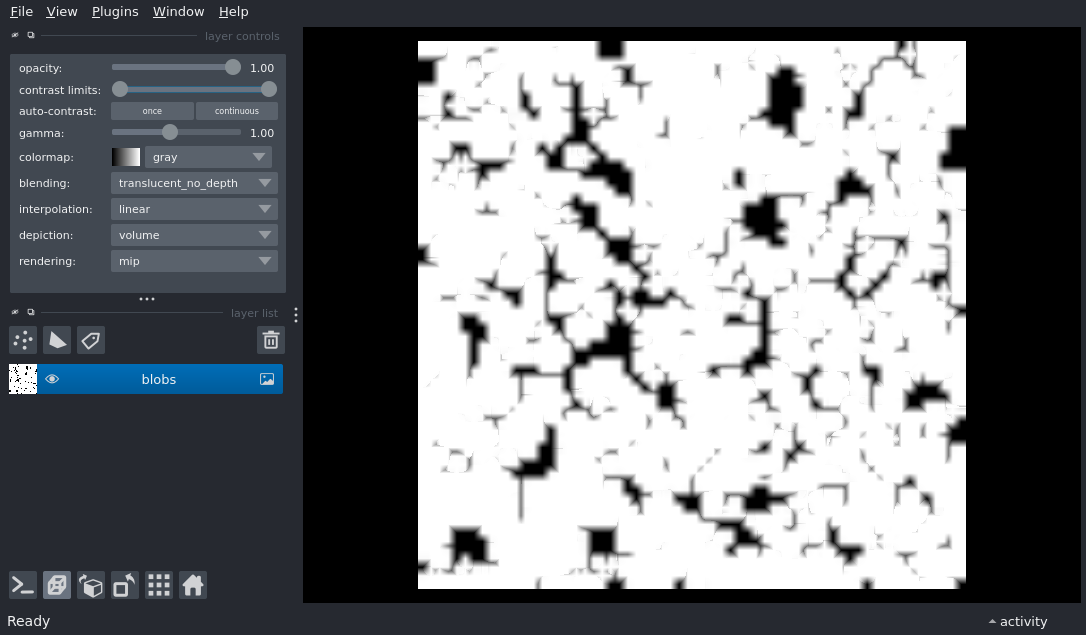 File View Plugins Window Help
layer controls
opacity: 1.00
contrast limits:
auto-contrast: once continuous
gamma: 1.00
colormap: gray
blending: translucent_no_depth
interpolation: linear
depiction: volume
rendering: mip
layer list
blobs
Ready
activity